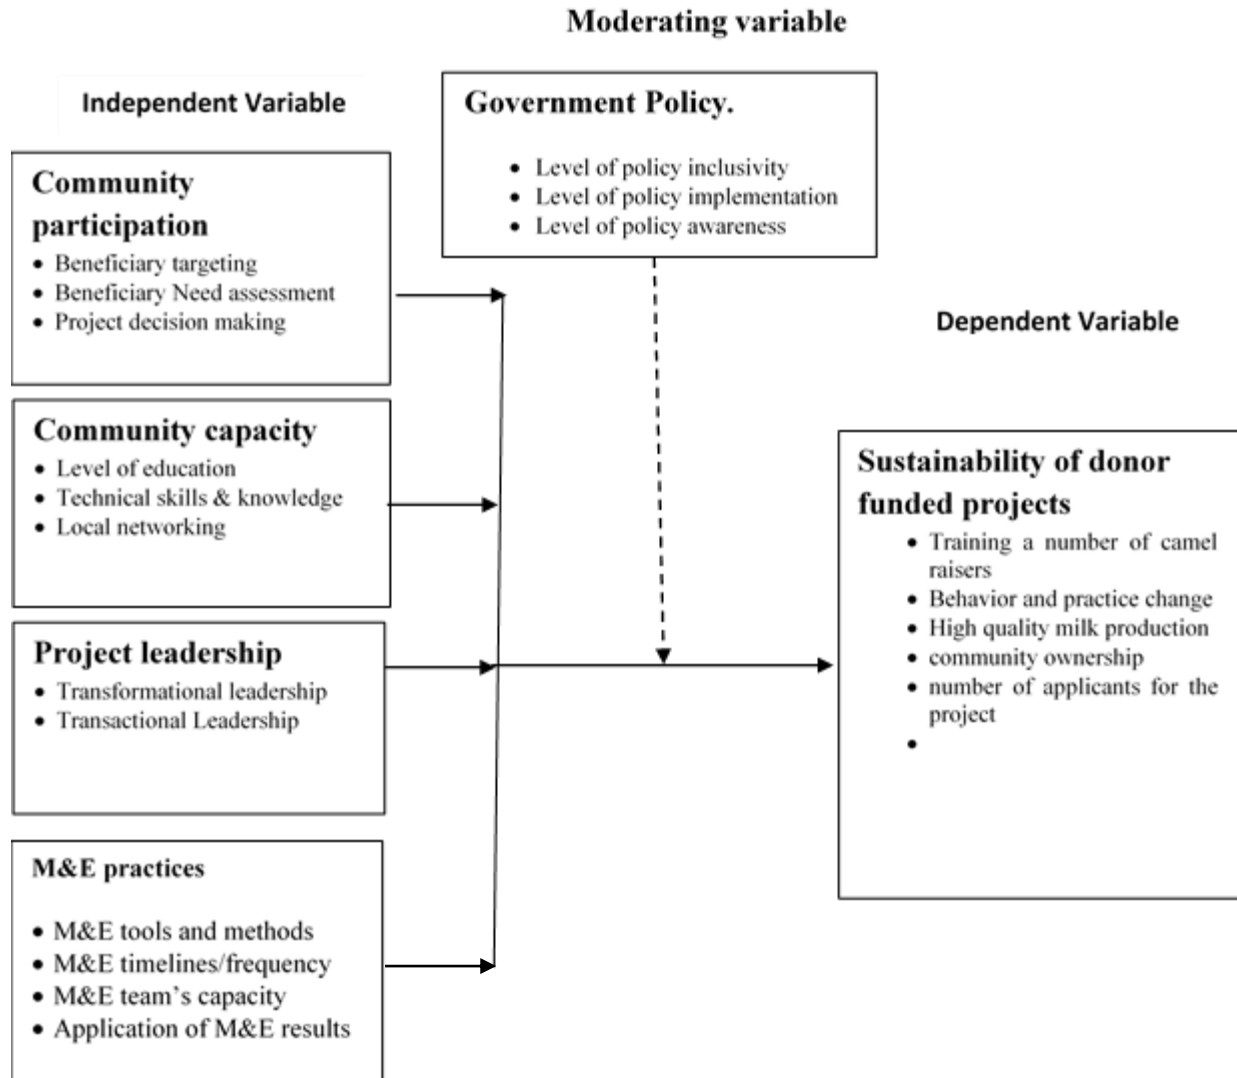 Moderating variable
Independent Variable
Government Policy.
• Level of policy inclusivity
• Level of policy implementation
• Level of policy awareness
Community
participation
• Beneficiary targeting
• Beneficiary Need assessment
• Project decision making
Community capacity
• Level of education
• Technical skills & knowledge
• Local networking
Project leadership
• Transformational leadership
• Transactional Leadership
M&E practices
• M&E tools and methods
• M&E timelines/frequency
• M&E team’s capacity
• Application of M&E results
Dependent Variable
Sustainability of donor
funded projects
• Training a number of camel
raisers
• Behavior and practice change
• High quality milk production
• community ownership
• number of applicants for the
project
•